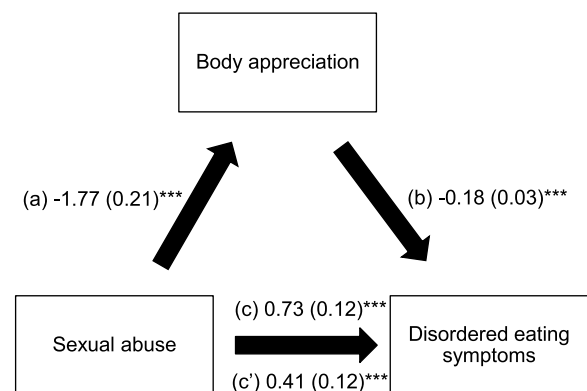 Body appreciation
(a) -1.77 (0.21)***
(b) -0.18 (0.03)***
Sexual abuse
(c) 0.73 (0.12)***
(c') 0.41 (0.12)***
Disordered eating
symptoms